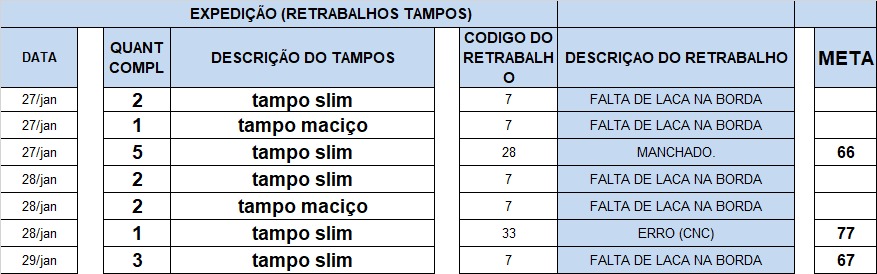 EXPEDIÇÃO (RETRABALHOS TAMPOS)
DATA QUANT COMPL DESCRIÇÃO DO TAMPOS CODIGO DO RETRABALHO DESCRIÇAO DO RETRABALHO META
27/jan 2 tampo slim 7 FALTA DE LACA NA BORDA
27/jan 1 tampo maciço 7 FALTA DE LACA NA BORDA
27/jan 5 tampo slim 28 MANCHADO. 66
28/jan 2 tampo slim 7 FALTA DE LACA NA BORDA
28/jan 2 tampo maciço 7 FALTA DE LACA NA BORDA
28/jan 1 tampo slim 33 ERRO (CNC) 77
29/jan 3 tampo slim 7 FALTA DE LACA NA BORDA 67